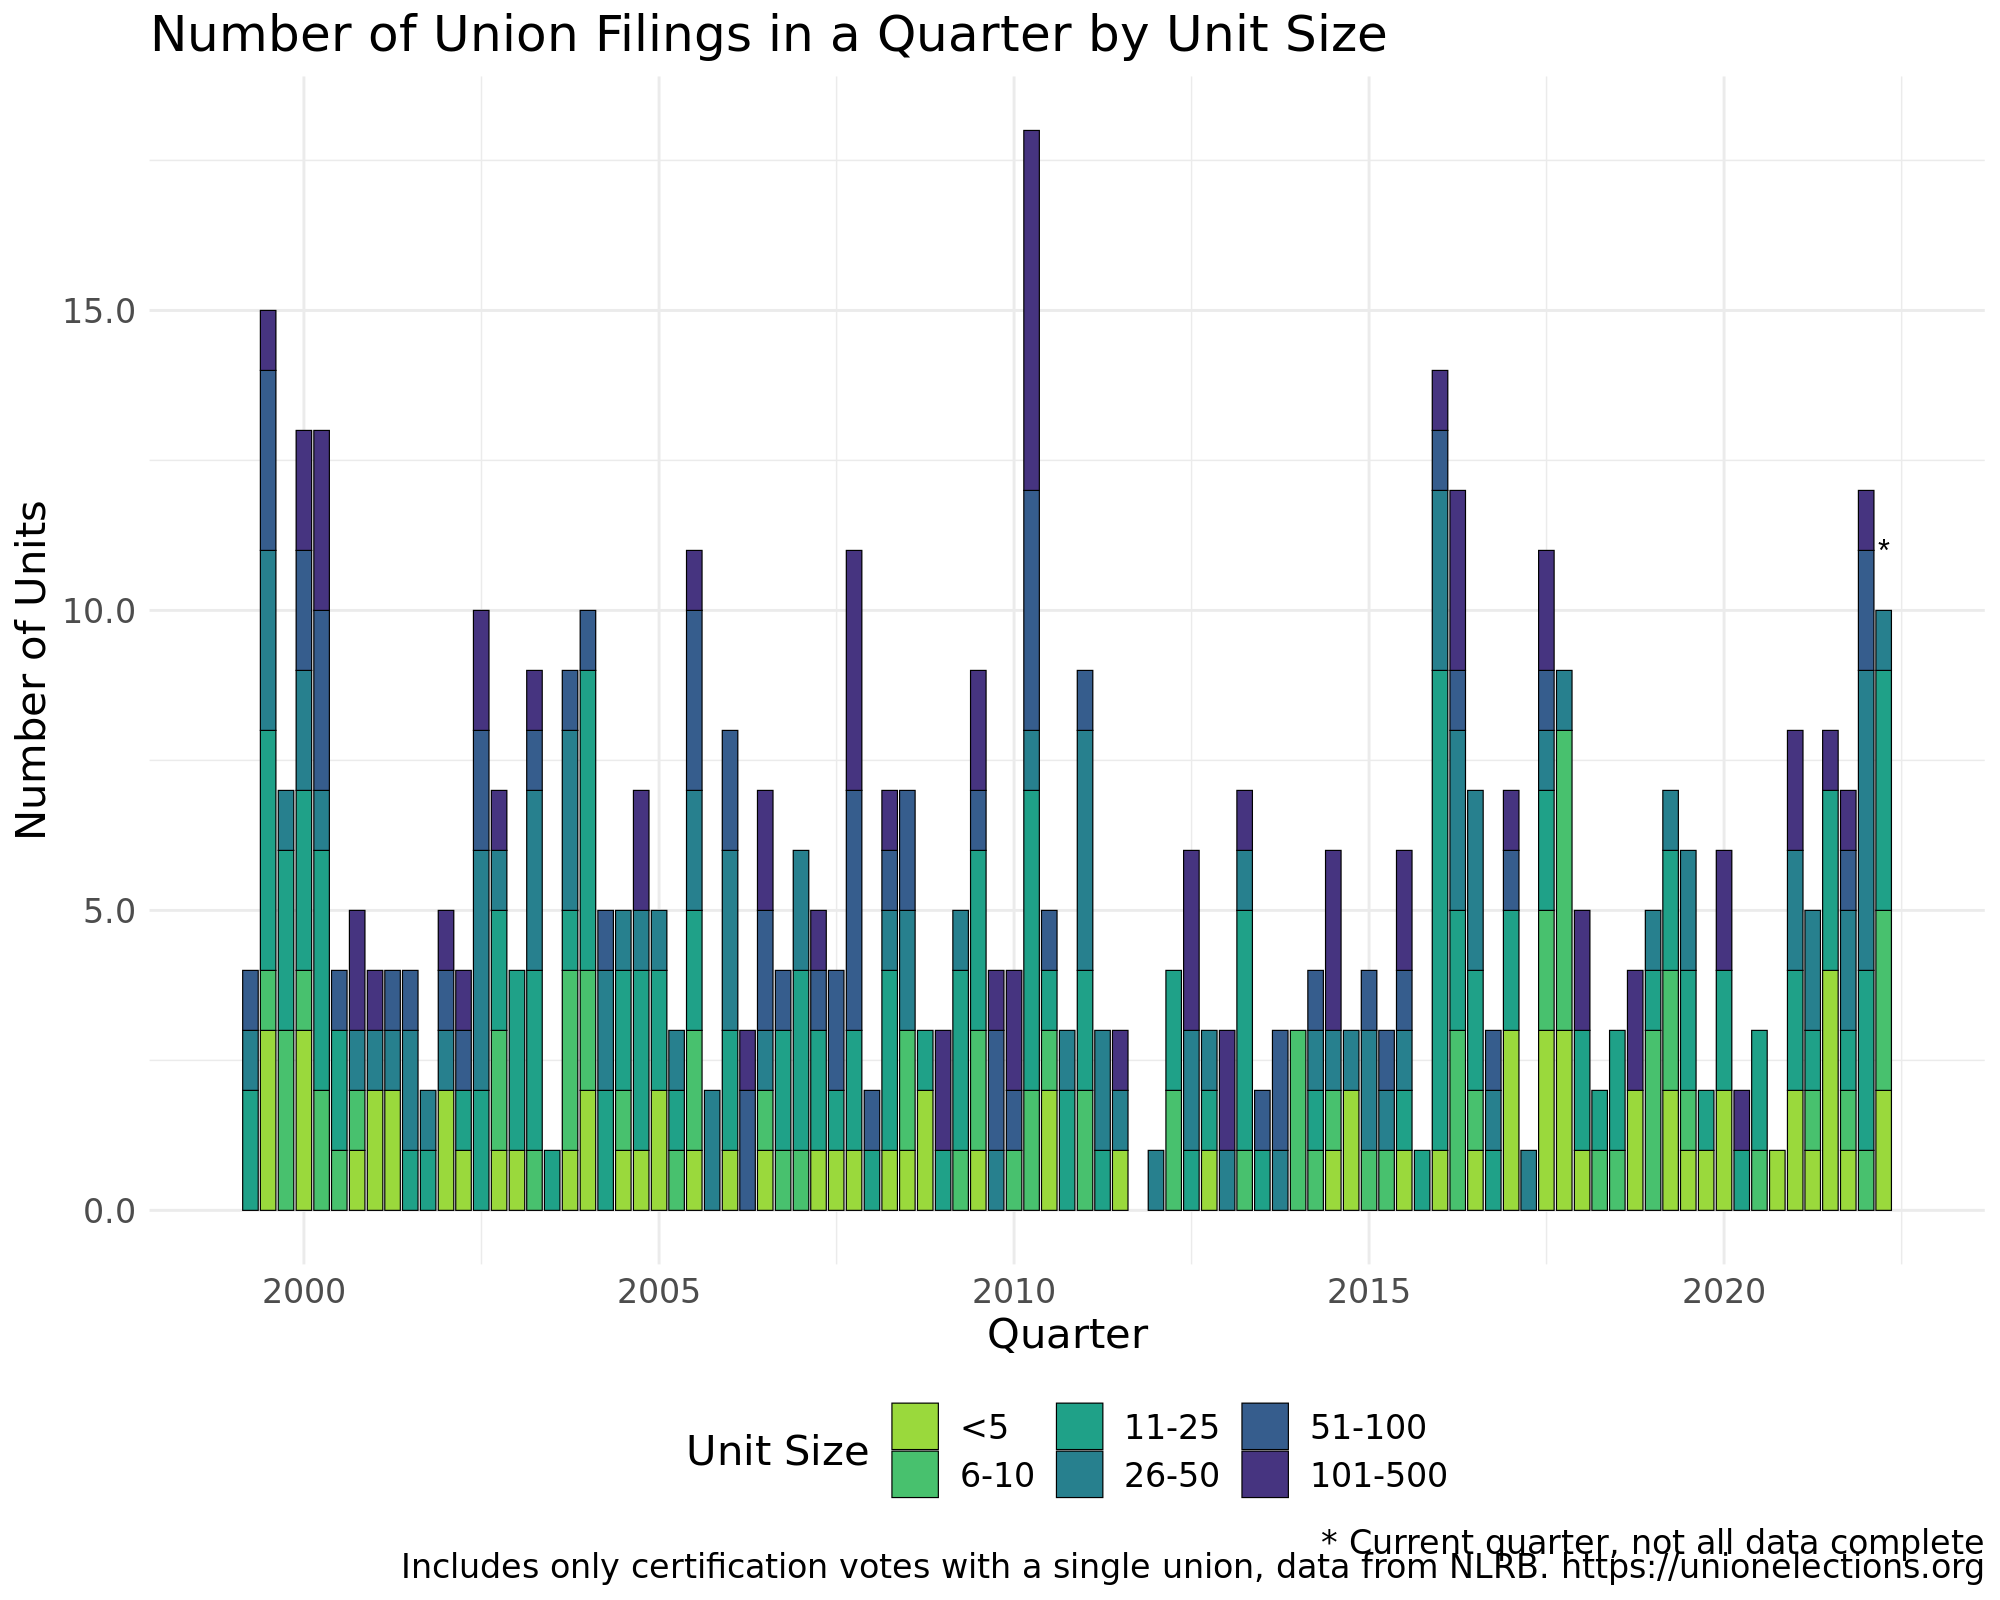 Number of Union Filings in a Quarter by Unit Size
Number of Units
15.0
10.0
5.0
0.0
*
2000 2005 2010 2015 2020
Quarter
Unit Size
<5 11-25 51-100
6-10 26-50 101-500
* Current quarter, not all data complete
Includes only certification votes with a single union, data from NLRB. https://unionelections.org